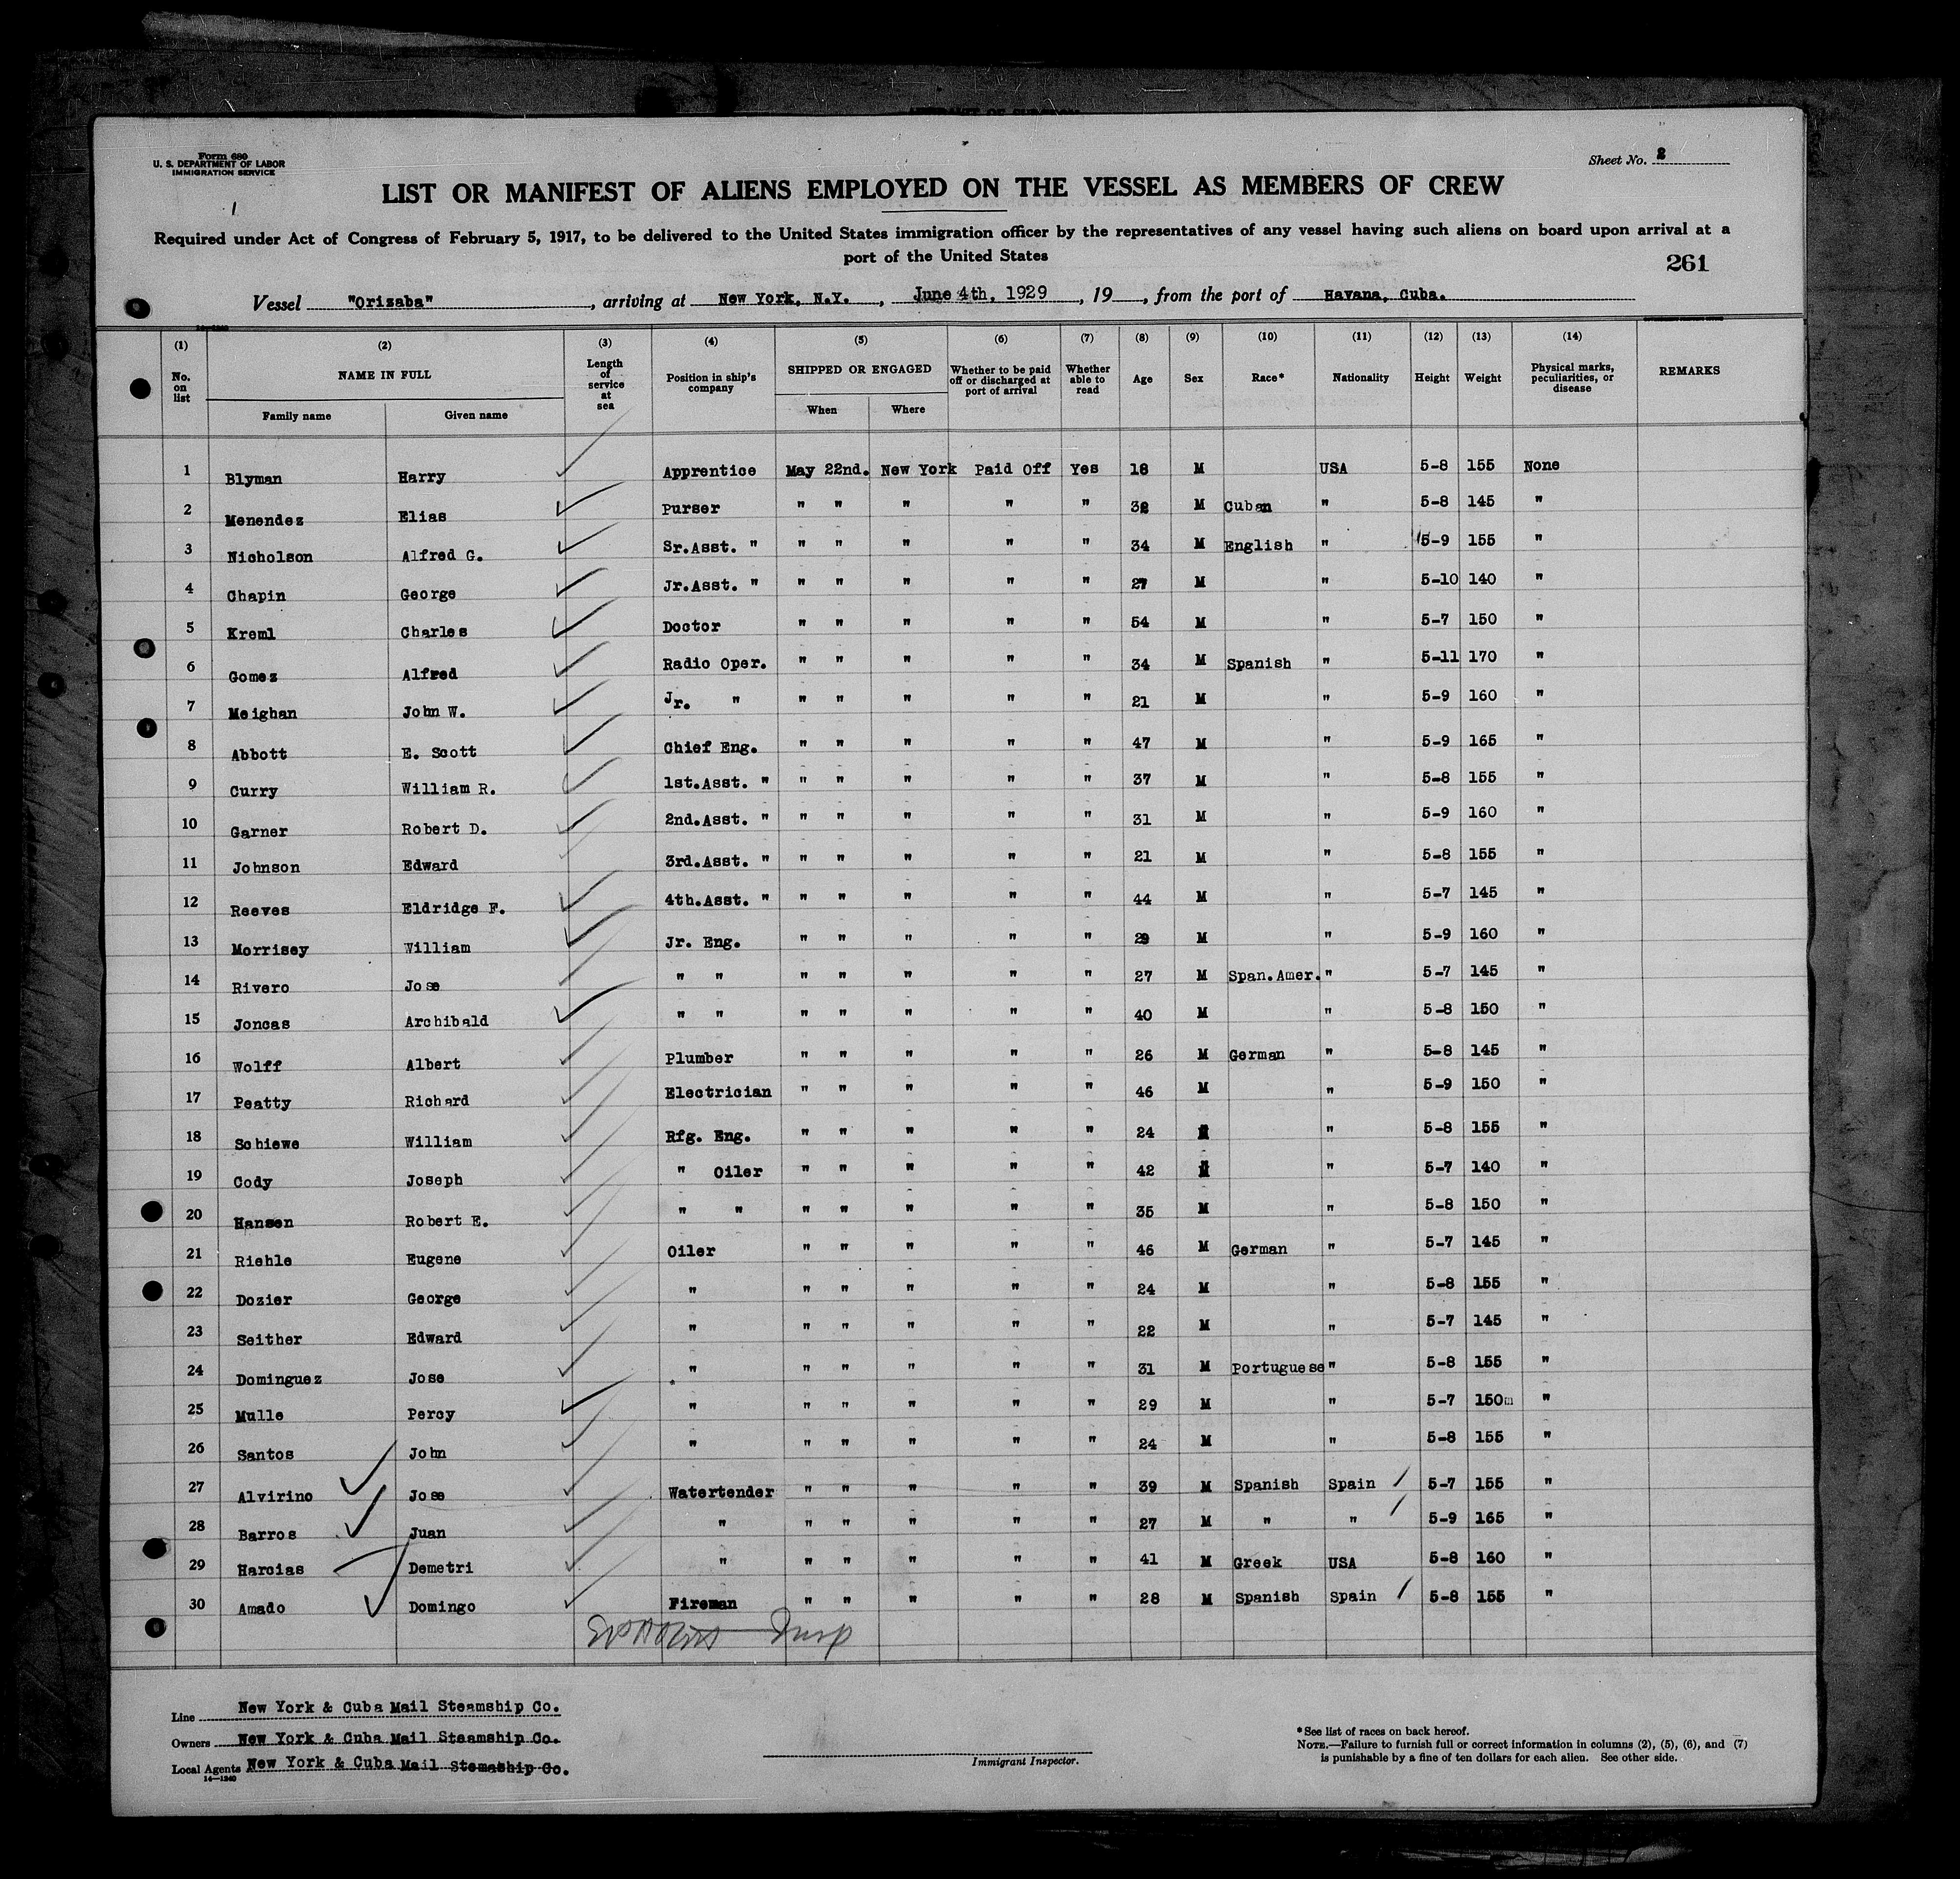 Form 680
U. S. DEPARTMENT OF LABOR
IMMIGRATION SERVICE
Sheet No. 2
LIST OR MANIFEST OF ALIENS EMPLOYED ON THE VESSEL AS MEMBERS OF CREW
Required under Act of Congress of February 5, 1917, to be delivered to the United States immigration officer by the representatives of any vessel having such aliens on board upon arrival at a
port of the United States
261
Vessel "Orizaba", arriving at New York, N.Y., June 4th, 1929, 19, from the port of Havana, Cuba.
(1) (2) (3) (4) (5) (6) (7) (8) (9) (10) (11) (12) (13) (14)
No. on list NAME IN FULL Family name Given name Length of service at sea Position in ship's company SHIPPED OR ENGAGED When Where Whether to be paid off or discharged at port of arrival Whether able to read Age Sex Race* Nationality Height Weight Physical marks, peculiarities, or disease REMARKS
1 Blyman Harry Apprentice May 22nd. New York Paid Off Yes 18 M USA 5-8 155 None
2 Menendez Elias Purser " " " " " 32 M Cuban " 5-8 145 "
3 Nicholson Alfred G. Sr.Asst. " " " " " " 34 M English " 5-9 155 "
4 Chapin George Jr.Asst. " " " " " " 27 M " 5-10 140 "
5 Kreml Charles Doctor " " " " " 54 M " 5-7 150 "
6 Gomez Alfred Radio Oper. " " " " " 34 M Spanish " 5-11 170 "
7 Meighan John W. Jr. " " " " " " 21 M " 5-9 160 "
8 Abbott E. Scott Chief Eng. " " " " " 47 M " 5-9 165 "
9 Curry William R. 1st.Asst. " " " " " " 37 M " 5-8 155 "
10 Garner Robert D. 2nd.Asst. " " " " " " 31 M " 5-9 160 "
11 Johnson Edward 3rd.Asst. " " " " " " 21 M " 5-8 155 "
12 Reeves Eldridge F. 4th.Asst. " " " " " " 44 M " 5-7 145 "
13 Morrisey William Jr. Eng. " " " " " 29 M " 5-9 160 "
14 Rivero Jose " " " " " " " 27 M Span.Amer. " 5-7 145 "
15 Joncas Archibald " " " " " " " 40 M " 5-8 150 "
16 Wolff Albert Plumber " " " " " 26 M German " 5-8 145 "
17 Peatty Richard Electrician " " " " " 46 M " 5-9 150 "
18 Schiewe William Rfg. Eng. " " " " " 24 M " 5-8 155 "
19 Cody Joseph " Oiler " " " " " 42 M " 5-7 140 "
20 Hansen Robert E. " " " " " " " 35 M " 5-8 150 "
21 Riehle Eugene Oiler " " " " " 46 M German " 5-7 145 "
22 Dozier George " " " " " " 24 M " 5-8 155 "
23 Seither Edward " " " " " " 22 M " 5-7 145 "
24 Dominguez Jose " " " " " " 31 M Portuguese " 5-8 155 "
25 Mulle Percy " " " " " " 29 M " 5-7 150 "
26 Santos John " " " " " " 24 M " 5-8 155 "
27 Alvirino Jose Watertender " " " " " 39 M Spanish Spain 5-7 155 "
28 Barros Juan " " " " " " 27 M " " 5-9 165 "
29 Harcias Demetri " " " " " " 41 M Greek USA 5-8 160 "
30 Amado Domingo Fireman " " " " " 28 M Spanish Spain 5-8 155 "
Line New York & Cuba Mail Steamship Co.
Owners New York & Cuba Mail Steamship Co.
Local Agents New York & Cuba Mail Stemaship Co.
14-1240
Immigrant Inspector.
*See list of races on back hereof.
NOTE.—Failure to furnish full or correct information in columns (2), (5), (6), and (7)
is punishable by a fine of ten dollars for each alien. See other side.